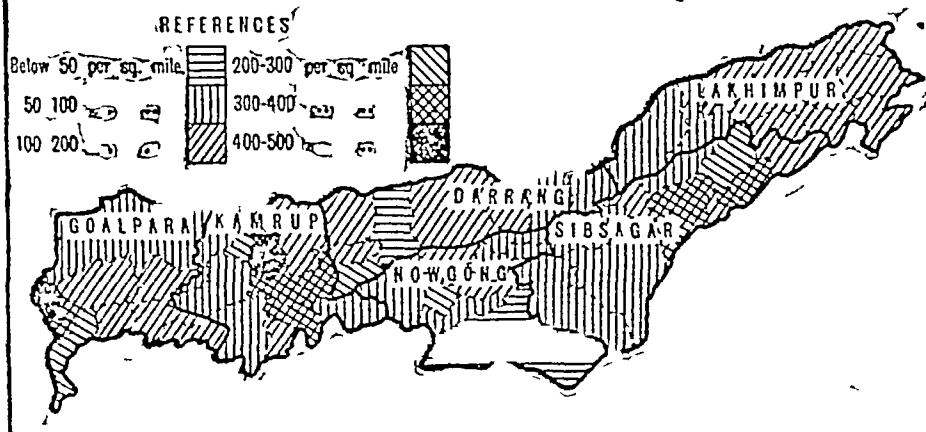 REFERENCES
Below 50 per sq. mile
50 100
100 200
200-300 per sq mile
300-400
400-500
LAKHIMPUR
DARRANG
GOALPARA
KAMRUP
SIBSAGAR
NOWGONG